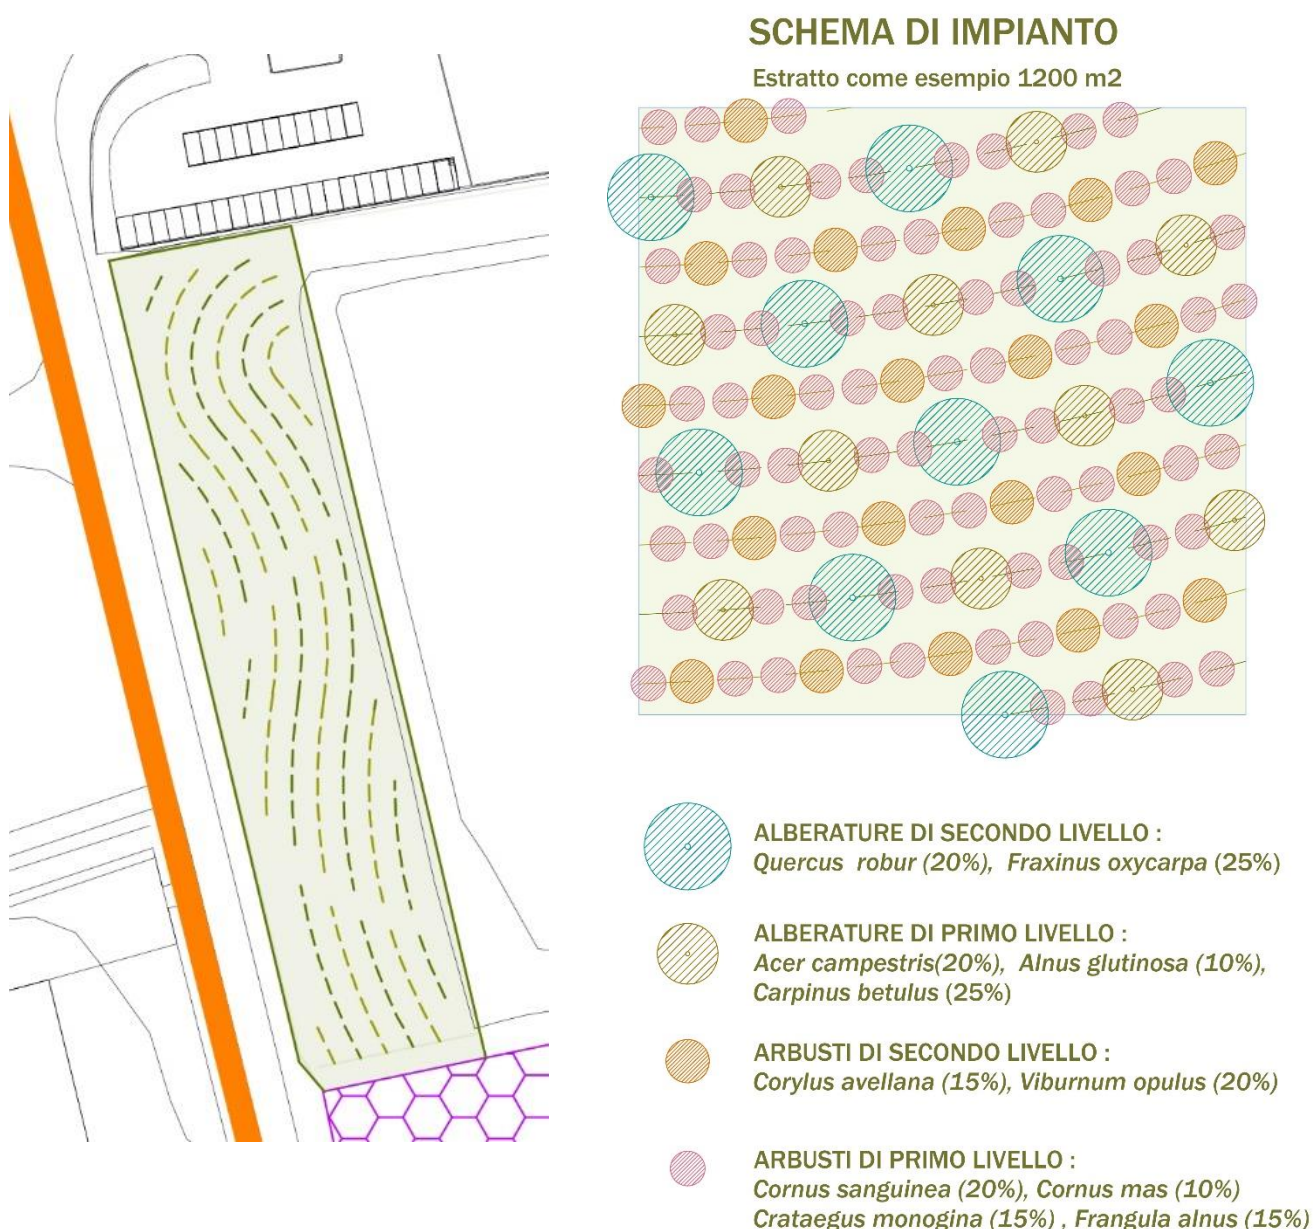 SCHEMA DI IMPIANTO
Estratto come esempio 1200 m2
ALBERATURE DI SECONDO LIVELLO :
Quercus robur (20%), Fraxinus oxycarpa (25%)
ALBERATURE DI PRIMO LIVELLO :
Acer campestris(20%), Alnus glutinosa (10%),
Carpinus betulus (25%)
ARBUSTI DI SECONDO LIVELLO :
Corylus avellana (15%), Viburnum opulus (20%)
ARBUSTI DI PRIMO LIVELLO :
Cornus sanguinea (20%), Cornus mas (10%)
Crataegus monogina (15%) , Frangula alnus (15%)